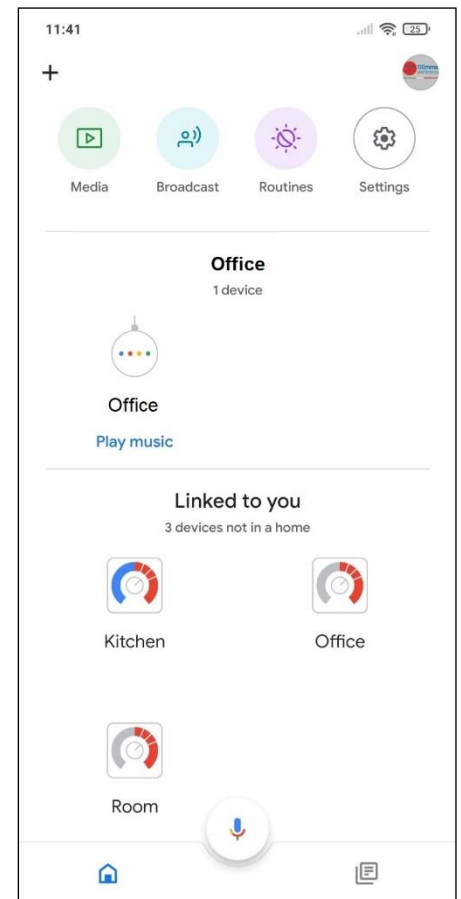 11:41
25
Media Broadcast Routines Settings
Office
1 device
Office
Play music
Linked to you
3 devices not in a home
Kitchen Office
Room